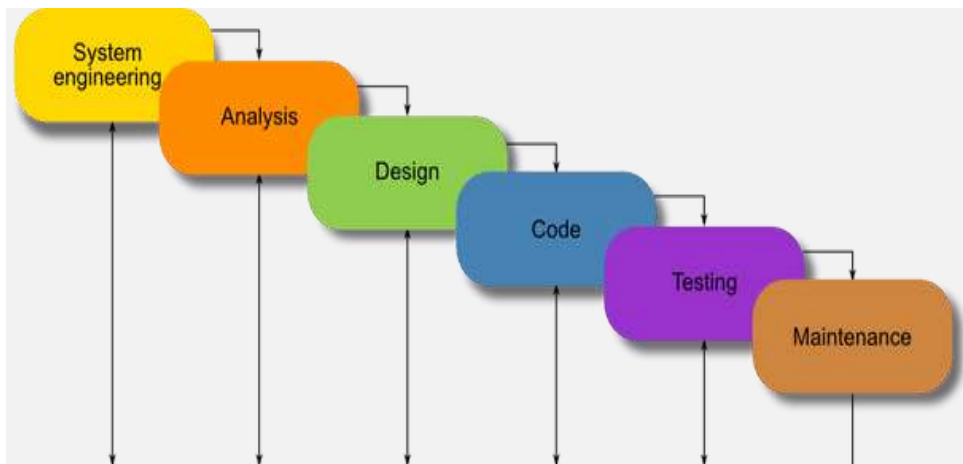 System
engineering
Analysis
Design
Code
Testing
Maintenance